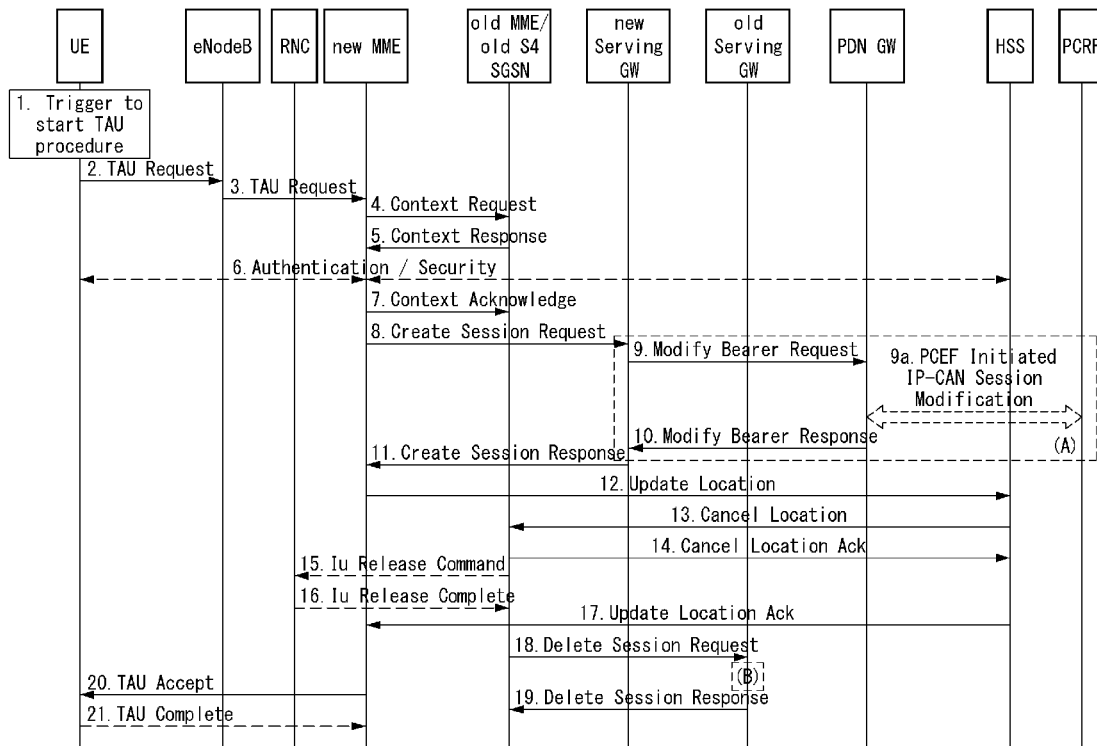 UE
eNodeB
RNC
new MME
old MME/
old S4
SGSN
new
Serving
GW
old
Serving
GW
PDN GW
HSS
PCRF
1. Trigger to
start TAU
procedure
2. TAU Request
3. TAU Request
4. Context Request
5. Context Response
6. Authentication / Security
7. Context Acknowledge
8. Create Session Request
9. Modify Bearer Request
9a. PCEF Initiated
IP-CAN Session
Modification
10. Modify Bearer Response
(A)
11. Create Session Response
12. Update Location
13. Cancel Location
14. Cancel Location Ack
15. Iu Release Command
16. Iu Release Complete
17. Update Location Ack
18. Delete Session Request
(B)
20. TAU Accept
19. Delete Session Response
21. TAU Complete